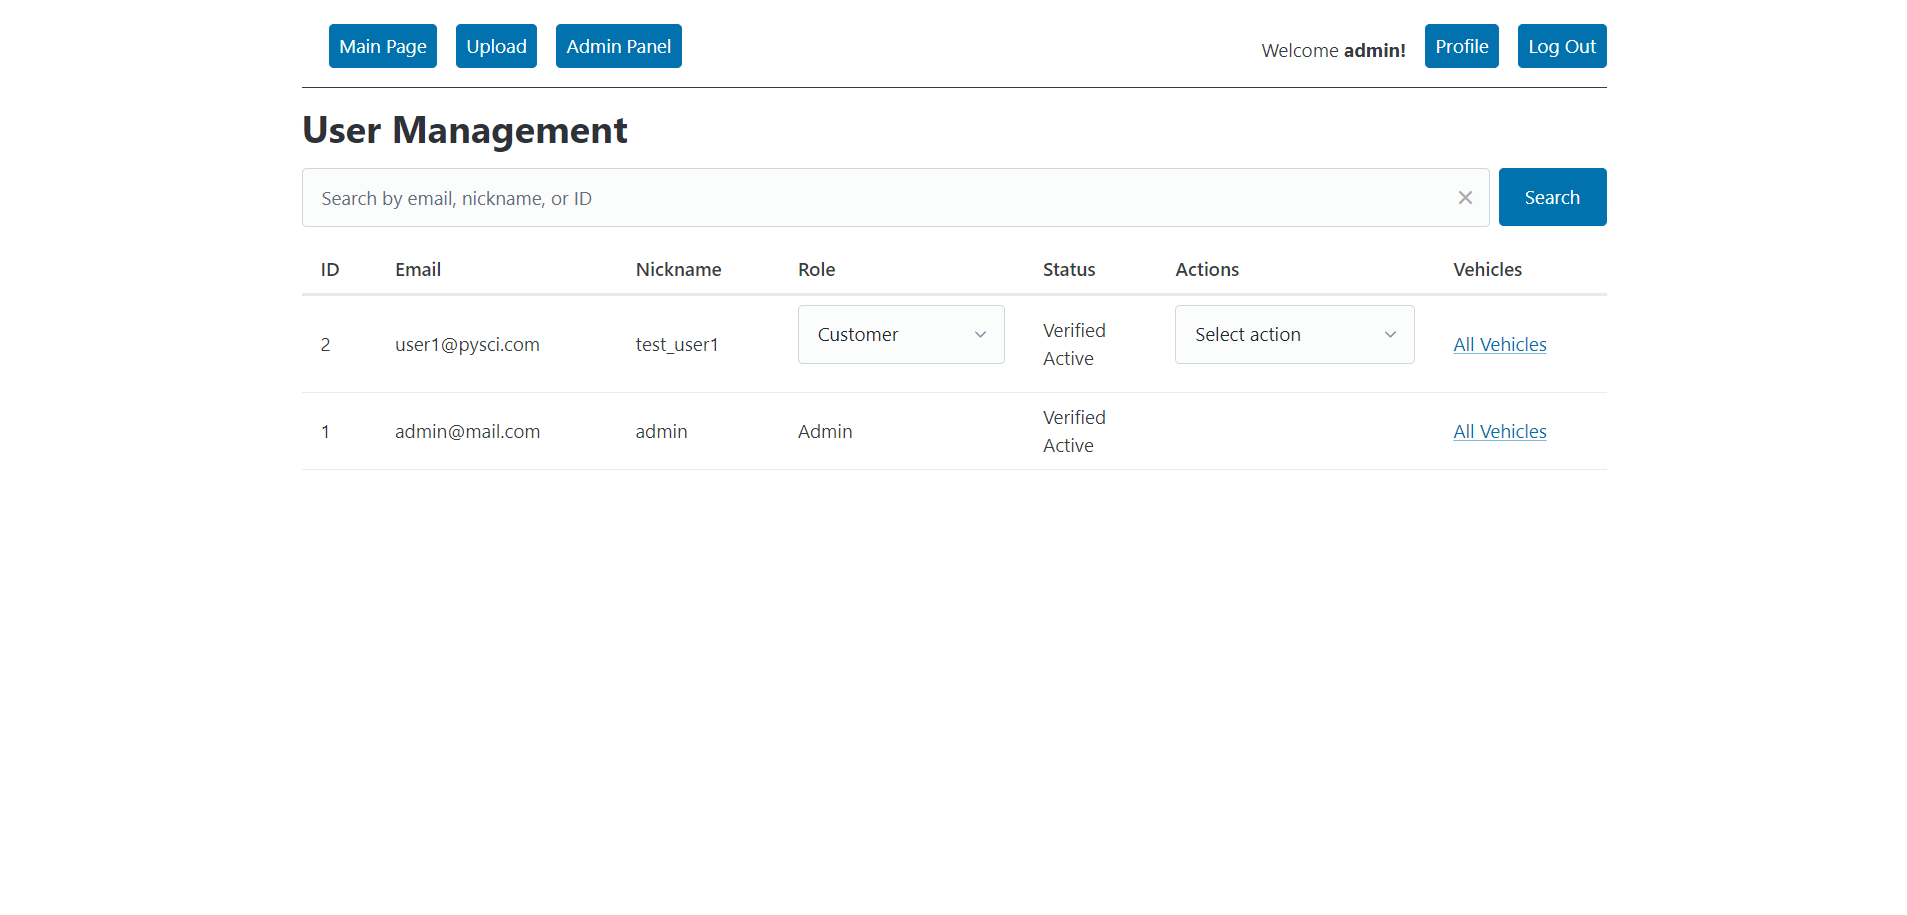 Main Page Upload Admin Panel Welcome admin! Profile Log Out
User Management
Search by email, nickname, or ID Search
ID Email Nickname Role Status Actions Vehicles
2 user1@pysci.com test_user1 Customer Verified Active Select action All Vehicles
1 admin@mail.com admin Admin Verified Active All Vehicles